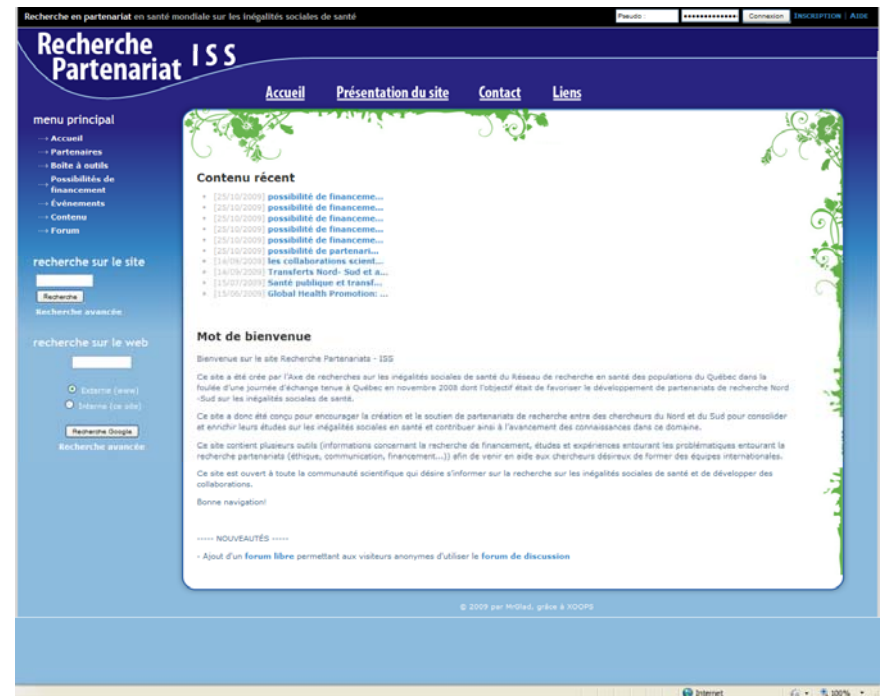 Recherche en partenariat en santé mondiale sur les inégalités sociales de santé
Pseudo :
Connexion
INSCRIPTION | AIDE
Recherche
Partenariat ISS
Accueil
Présentation du site
Contact
Liens
menu principal
Accueil
Partenaires
Boîte à outils
Possibilités de
financement
Événements
Contenu
Forum
recherche sur le site
Recherche
Recherche avancée
recherche sur le web
Externe (www)
Interne (ce site)
Recherche Google
Recherche avancée
Contenu récent
[25/10/2009] possibilité de financeme...
[25/10/2009] possibilité de financeme...
[25/10/2009] possibilité de financeme...
[25/10/2009] possibilité de financeme...
[25/10/2009] possibilité de partenari...
[14/09/2009] les collaborations scient...
[14/09/2009] Transferts Nord- Sud et a...
[15/07/2009] Santé publique et transf...
[15/06/2009] Global Health Promotion: ...
Mot de bienvenue
Bienvenue sur le site Recherche Partenariats - ISS
Ce site a été crée par l'Axe de recherches sur les inégalités sociales de santé du Réseau de recherche en santé des populations du Québec dans la
foulée d'une journée d'échange tenue à Québec en novembre 2008 dont l'objectif était de favoriser le développement de partenariats de recherche Nord
-Sud sur les inégalités sociales de santé.
Ce site a donc été conçu pour encourager la création et le soutien de partenariats de recherche entre des chercheurs du Nord et du Sud pour consolider
et enrichir leurs études sur les inégalités sociales en santé et contribuer ainsi à l'avancement des connaissances dans ce domaine.
Ce site contient plusieurs outils (informations concernant la recherche de financement, études et expériences entourant les problématiques entourant la
recherche partenariats (éthique, communication, financement...)) afin de venir en aide aux chercheurs désireux de former des équipes internationales.
Ce site est ouvert à toute la communauté scientifique qui désire s'informer sur la recherche sur les inégalités sociales de santé et de développer des
collaborations.
Bonne navigation!
----- NOUVEAUTÉS -----
- Ajout d'un forum libre permettant aux visiteurs anonymes d'utiliser le forum de discussion
© 2009 par MrGlad, grâce à XOOPS
Internet
100%